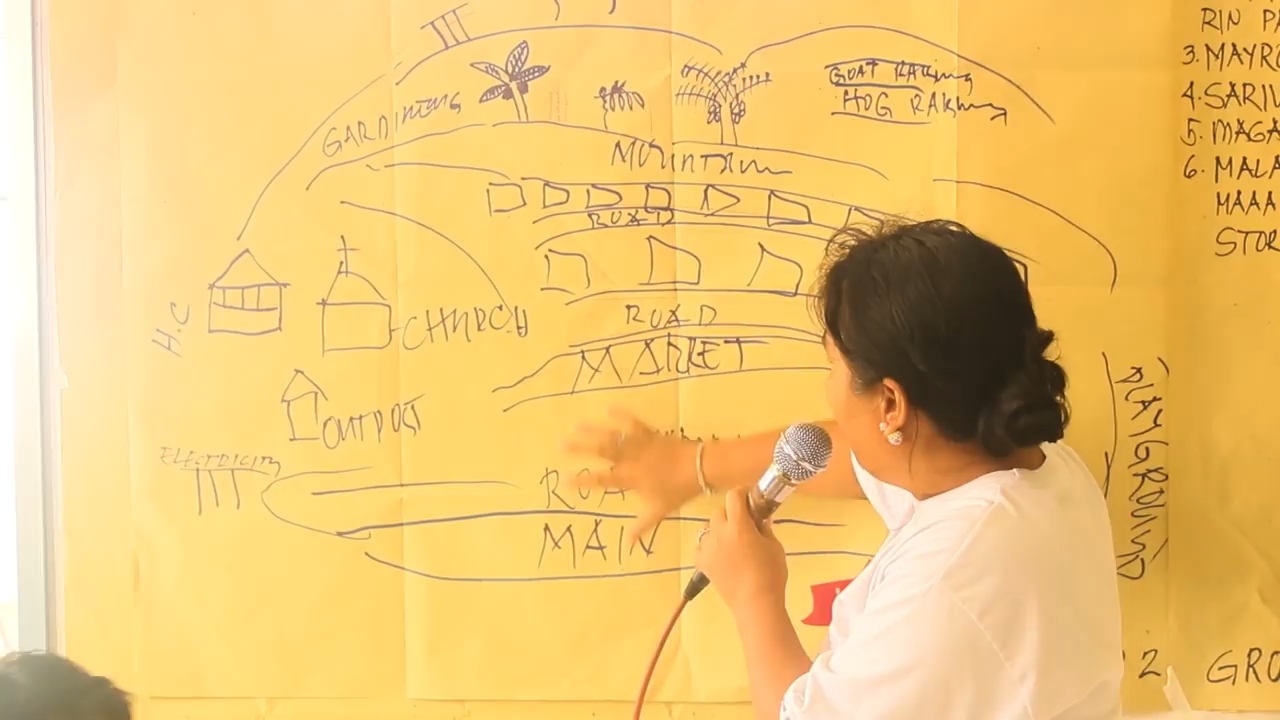 GARDINING
GOAT RAISING
HOG RAISING
MOUNTAIN
ROAD
H.C
CHURCH
ROAD
MARKET
OUTPOST
ELECTRICITY
ROA
MAIN
PLAYGROUND
RIN PA
3. MAYRO
4. SARIL
5. MAGA
6. MALA
MAAA
STOR
2 GRO